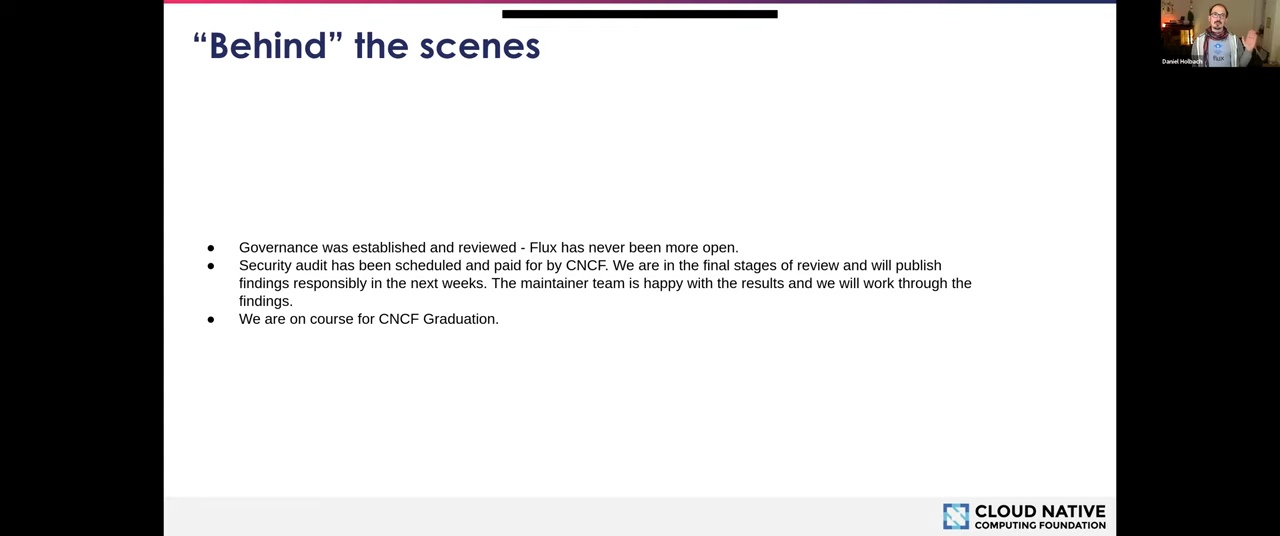 “Behind” the scenes
● Governance was established and reviewed - Flux has never been more open.
● Security audit has been scheduled and paid for by CNCF. We are in the final stages of review and will publish
findings responsibly in the next weeks. The maintainer team is happy with the results and we will work through the
findings.
● We are on course for CNCF Graduation.
CLOUD NATIVE
COMPUTING FOUNDATION
flux
Daniel Holbach